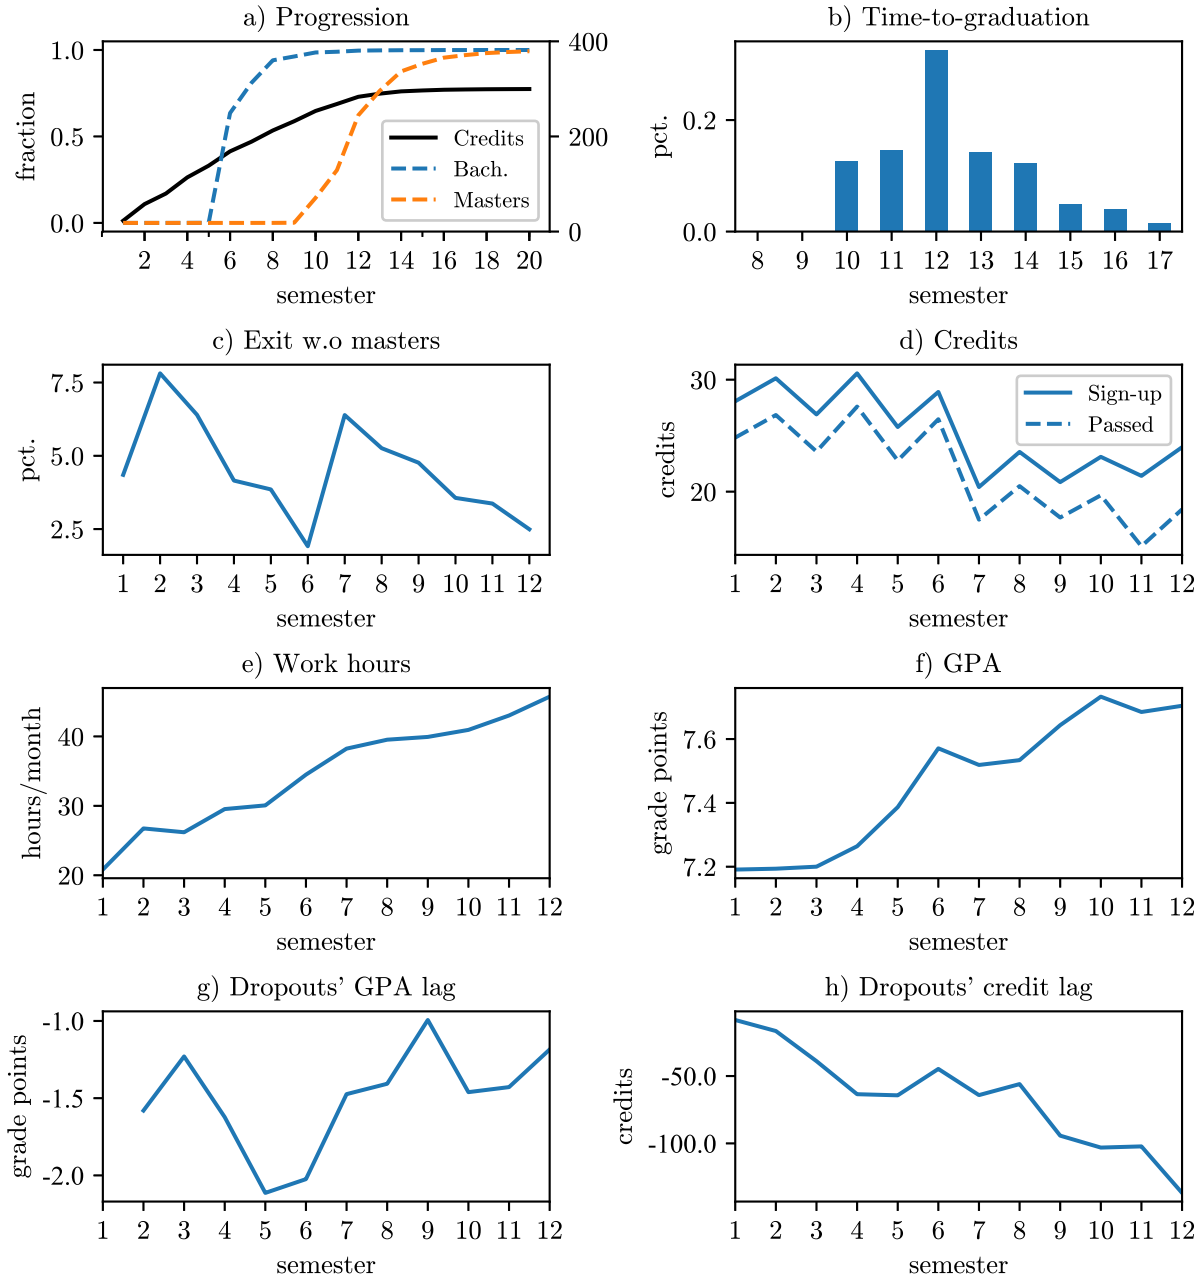 a) Progression
1.0
0.5
0.0
fraction
400
200
0
Credits
Bach.
Masters
2 4 6 8 10 12 14 16 18 20
semester
b) Time-to-graduation
0.2
0.0
pct.
8 9 10 11 12 13 14 15 16 17
semester
c) Exit w.o masters
7.5
5.0
2.5
pct.
1 2 3 4 5 6 7 8 9 10 11 12
semester
d) Credits
30
20
credits
Sign-up
Passed
1 2 3 4 5 6 7 8 9 10 11 12
semester
e) Work hours
40
30
20
hours/month
1 2 3 4 5 6 7 8 9 10 11 12
semester
f) GPA
7.6
7.4
7.2
grade points
1 2 3 4 5 6 7 8 9 10 11 12
semester
g) Dropouts’ GPA lag
-1.0
-1.5
-2.0
grade points
1 2 3 4 5 6 7 8 9 10 11 12
semester
h) Dropouts’ credit lag
-50.0
-100.0
credits
1 2 3 4 5 6 7 8 9 10 11 12
semester